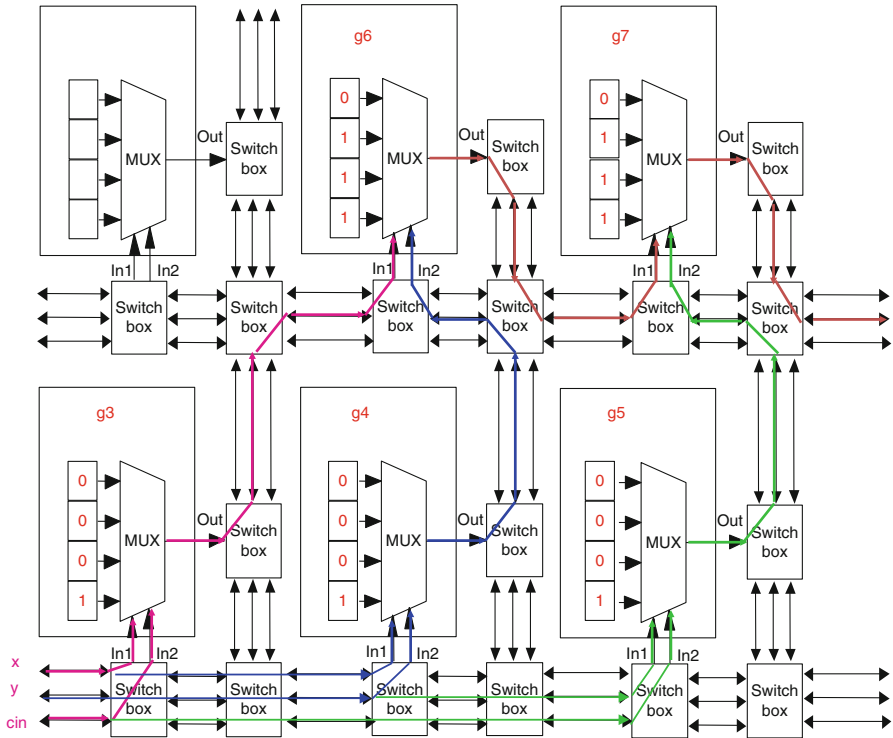 g6
g7
0
0
1
1
Out
Out
Out
Switch
box
Switch
box
Switch
box
MUX
MUX
MUX
1
1
1
1
In1
In2
In1
In2
In1
In2
Switch
box
Switch
box
Switch
box
Switch
box
Switch
box
Switch
box
g3
g4
g5
0
0
0
0
0
0
Out
Out
Out
Switch
box
Switch
box
Switch
box
MUX
MUX
MUX
0
0
0
1
1
1
In1
In2
In1
In2
In1
In2
x
y
cin
Switch
box
Switch
box
Switch
box
Switch
box
Switch
box
Switch
box